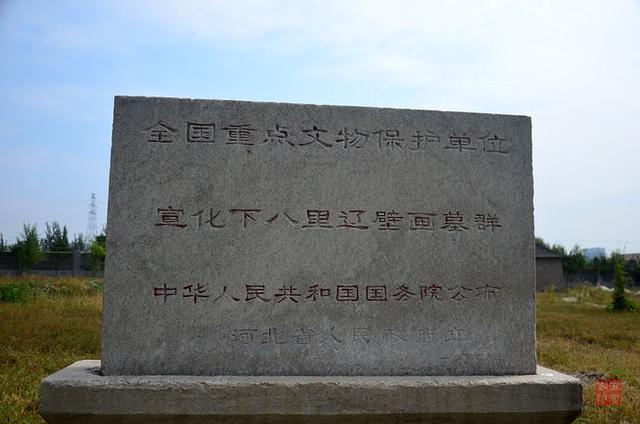 全国重点文物保护单位
宣化下八里辽壁画墓群
中华人民共和国国务院公布
河北省人民政府立